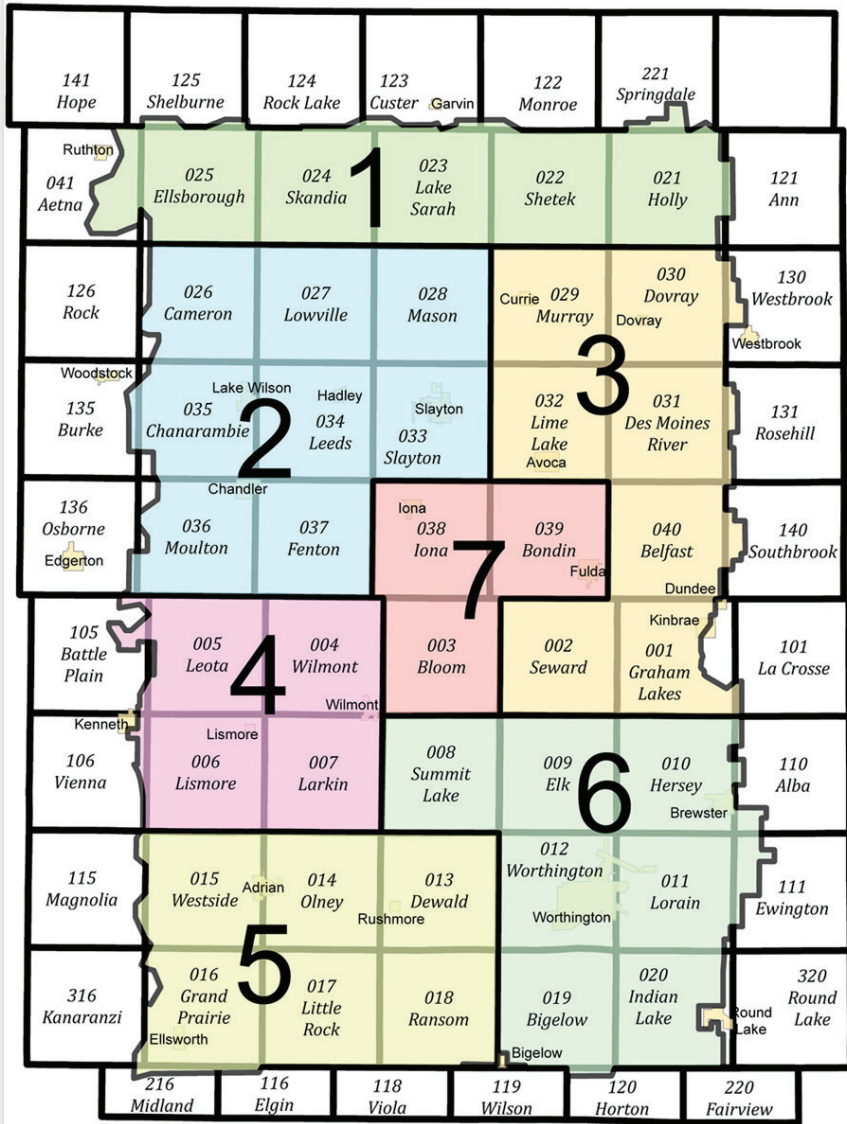 141
Hope
125
Shelburne
124
Rock Lake
123
Custer
Garvin
122
Monroe
221
Springdale
Ruthton
041
Aetna
025
Ellsborough
024
Skandia
1
023
Lake
Sarah
022
Shetek
021
Holly
121
Ann
126
Rock
026
Cameron
027
Lowville
028
Mason
Currie
029
Murray
030
Dovray
Dovray
130
Westbrook
Westbrook
3
Woodstock
135
Burke
035
Chanarambie
Lake Wilson
2
Hadley
034
Leeds
Slayton
033
Slayton
032
Lime
Lake
Avoca
031
Des Moines
River
131
Rosehill
136
Osborne
Edgerton
Chandler
036
Moulton
037
Fenton
Iona
038
Iona
7
039
Bondin
Fulda
040
Belfast
Dundee
140
Southbrook
105
Battle
Plain
005
Leota
4
004
Wilmont
Wilmont
003
Bloom
002
Seward
Kinbrae
001
Graham
Lakes
101
La Crosse
Kenneth
106
Vienna
Lismore
006
Lismore
007
Larkin
008
Summit
Lake
009
Elk
6
010
Hersey
Brewster
110
Alba
115
Magnolia
015
Westside
Adrian
014
Olney
013
Dewald
Rushmore
012
Worthington
Worthington
011
Lorain
111
Ewington
5
316
Kanaranzi
016
Grand
Prairie
Ellsworth
017
Little
Rock
018
Ransom
019
Bigelow
Bigelow
020
Indian
Lake
Round
Lake
320
Round
Lake
216
Midland
116
Elgin
118
Viola
119
Wilson
120
Horton
220
Fairview